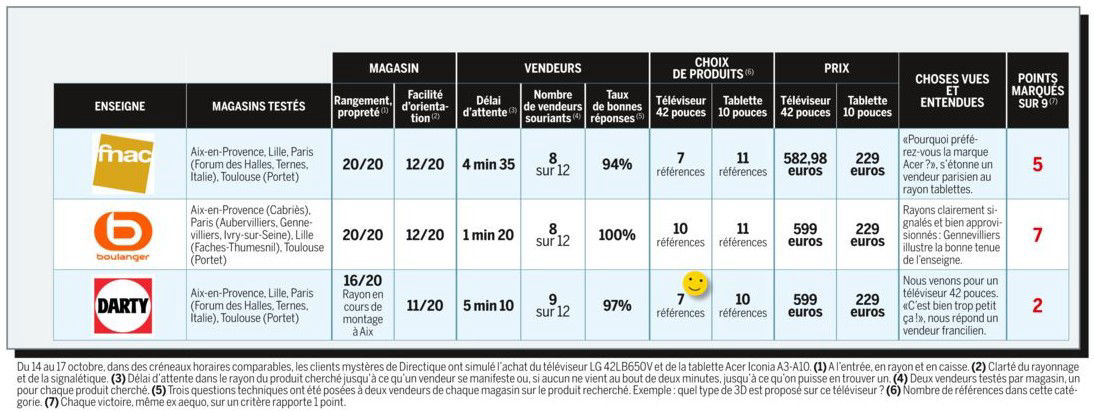 MAGASIN
VENDEURS
CHOIX
DE PRODUITS (6)
PRIX
CHOSES VUES
ET
ENTENDUES
POINTS
MARQUÉS
SUR 9 (7)
ENSEIGNE
MAGASINS TESTÉS
Rangement,
propreté (1)
Facilité
d'orienta-
tion (2)
Délai
d'attente (3)
Nombre
de vendeurs
souriants (4)
Taux
de bonnes
réponses (5)
Téléviseur
42 pouces
Tablette
10 pouces
Téléviseur
42 pouces
Tablette
10 pouces
fnac
Aix-en-Provence, Lille, Paris
(Forum des Halles, Ternes,
Italie), Toulouse (Portet)
20/20
12/20
4 min 35
8
sur 12
94%
7
références
11
références
582,98
euros
229
euros
«Pourquoi préfé-
rez-vous la marque
Acer ?», s'étonne un
vendeur parisien au
rayon tablettes.
5
boulanger
Aix-en-Provence (Cabriès),
Paris (Aubervilliers, Genne-
villiers, Ivry-sur-Seine), Lille
(Faches-Thumesnil), Toulouse
(Portet)
20/20
12/20
1 min 20
8
sur 12
100%
10
références
11
références
599
euros
229
euros
Rayons clairement si-
gnalés et bien approvi-
sionnés : Gennevilliers
illustre la bonne tenue
de l'enseigne.
7
DARTY
Aix-en-Provence, Lille, Paris
(Forum des Halles, Ternes,
Italie), Toulouse (Portet)
16/20
Rayon en
cours de
montage
à Aix
11/20
5 min 10
9
sur 12
97%
7
références
10
références
599
euros
229
euros
Nous venons pour un
téléviseur 42 pouces.
«C'est bien trop petit
ça !», nous répond un
vendeur francilien.
2
Du 14 au 17 octobre, dans des créneaux horaires comparables, les clients mystères de Directique ont simulé l'achat du téléviseur LG 42LB650V et de la tablette Acer Iconia A3-A10. (1) A l'entrée, en rayon et en caisse. (2) Clarté du rayonnage
et de la signalétique. (3) Délai d'attente dans le rayon du produit cherché jusqu'à ce qu'un vendeur se manifeste ou, si aucun ne vient au bout de deux minutes, jusqu'à ce qu'on puisse en trouver un. (4) Deux vendeurs testés par magasin, un
pour chaque produit cherché. (5) Trois questions techniques ont été posées à deux vendeurs de chaque magasin sur le produit recherché. Exemple : quel type de 3D est proposé sur ce téléviseur ? (6) Nombre de références dans cette caté-
gorie. (7) Chaque victoire, même ex aequo, sur un critère rapporte 1 point.